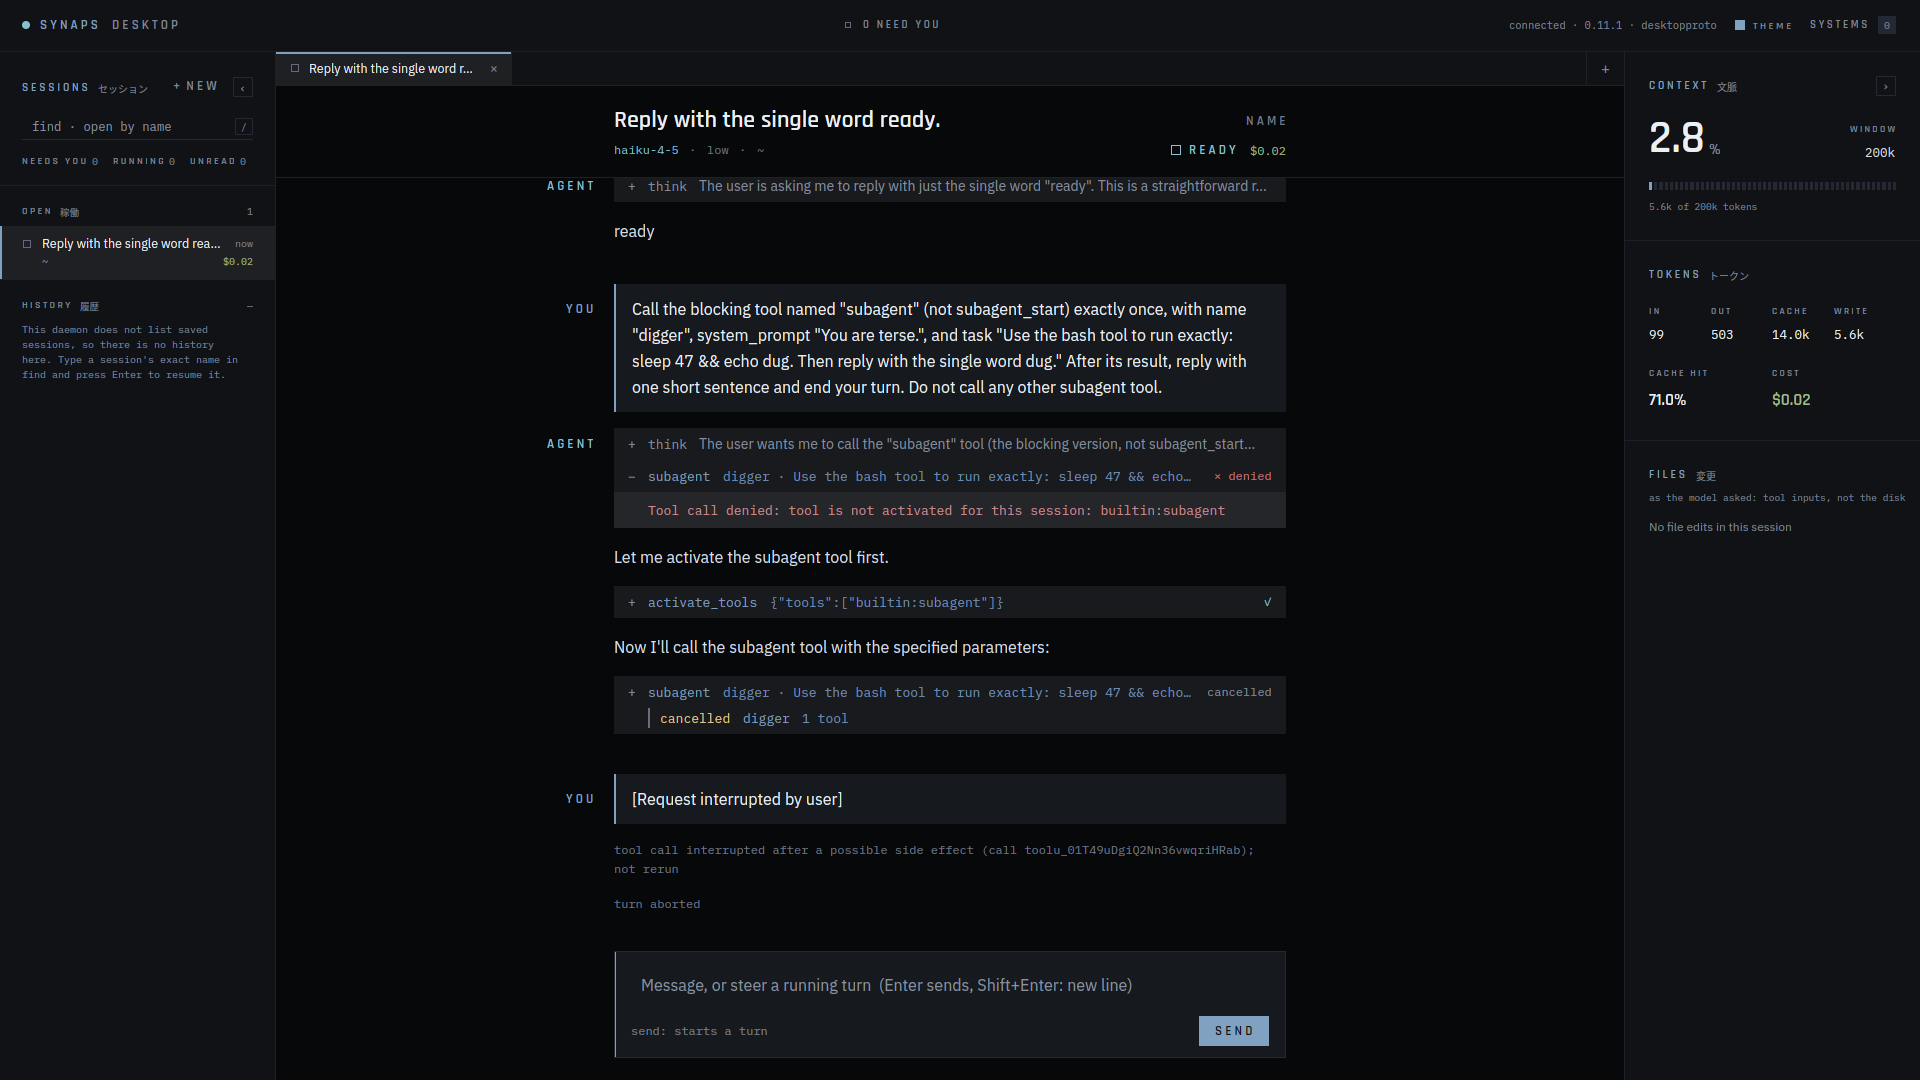 SYNAPS DESKTOP
0 NEED YOU
connected · 0.11.1 · desktopproto
THEME
SYSTEMS 0
SESSIONS セッション
+ NEW
‹
find · open by name
/
NEEDS YOU 0 RUNNING 0 UNREAD 0
OPEN 稼働 1
Reply with the single word rea... now
~ $0.02
HISTORY 履歴 —
This daemon does not list saved
sessions, so there is no history
here. Type a session's exact name in
find and press Enter to resume it.
Reply with the single word r... ×
+
Reply with the single word ready.
NAME
haiku-4-5 · low · ~
READY $0.02
AGENT
+ think The user is asking me to reply with just the single word "ready". This is a straightforward r...
ready
YOU
Call the blocking tool named "subagent" (not subagent_start) exactly once, with name
"digger", system_prompt "You are terse.", and task "Use the bash tool to run exactly:
sleep 47 && echo dug. Then reply with the single word dug." After its result, reply with
one short sentence and end your turn. Do not call any other subagent tool.
AGENT
+ think The user wants me to call the "subagent" tool (the blocking version, not subagent_start...
− subagent digger · Use the bash tool to run exactly: sleep 47 && echo… × denied
Tool call denied: tool is not activated for this session: builtin:subagent
Let me activate the subagent tool first.
+ activate_tools {"tools":["builtin:subagent"]} √
Now I'll call the subagent tool with the specified parameters:
+ subagent digger · Use the bash tool to run exactly: sleep 47 && echo… cancelled
cancelled digger 1 tool
YOU
[Request interrupted by user]
tool call interrupted after a possible side effect (call toolu_01T49uDgiQ2Nn36vwqriHRab);
not rerun
turn aborted
Message, or steer a running turn (Enter sends, Shift+Enter: new line)
send: starts a turn
SEND
CONTEXT 文脈
›
2.8 %
WINDOW
200k
5.6k of 200k tokens
TOKENS トークン
IN OUT CACHE WRITE
99 503 14.0k 5.6k
CACHE HIT COST
71.0% $0.02
FILES 変更
as the model asked: tool inputs, not the disk
No file edits in this session